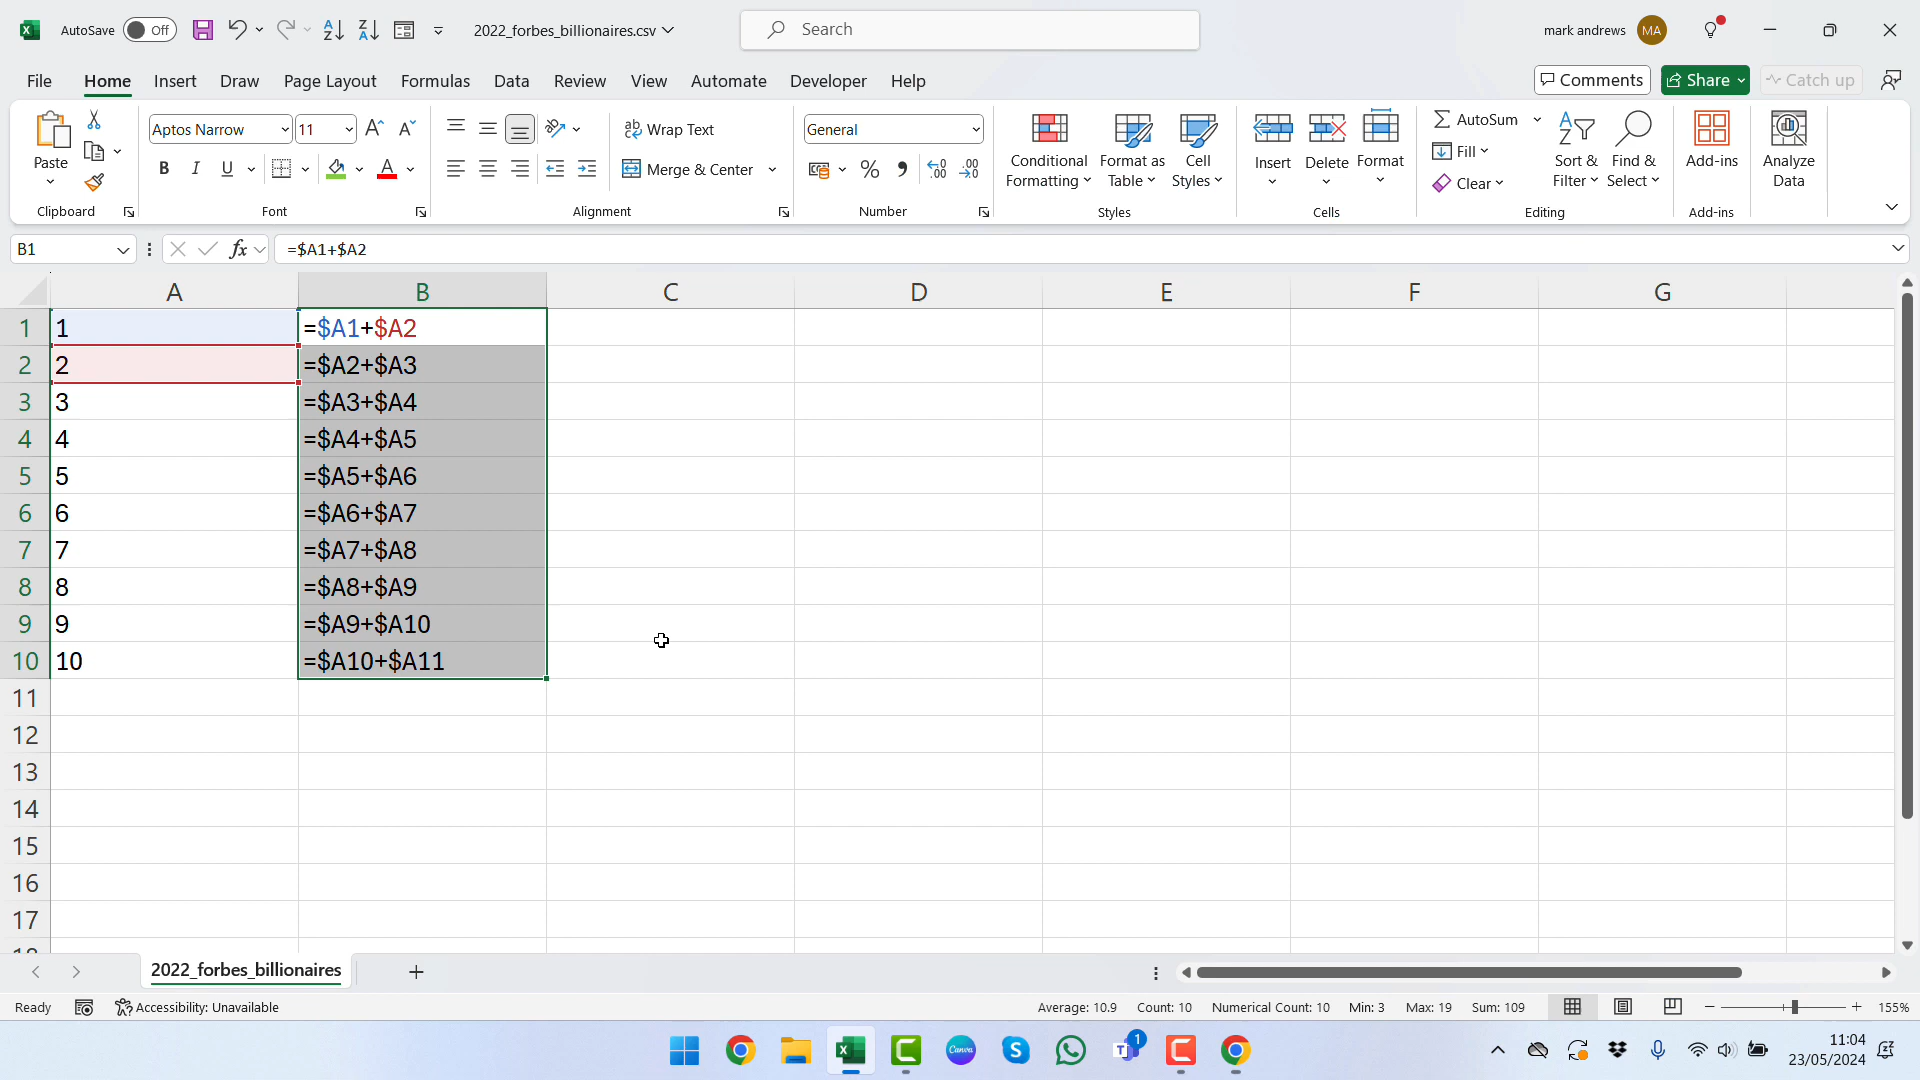 AutoSave Off 2022_forbes_billionaires.csv Search mark andrews MA
File Home Insert Draw Page Layout Formulas Data Review View Automate Developer Help Comments Share Catch up
Paste
Clipboard
Aptos Narrow 11
B I U A
Font
Wrap Text
Merge & Center
Alignment
General
Number
Conditional Formatting
Format as Table
Cell Styles
Styles
Insert
Delete
Format
Cells
AutoSum
Fill
Clear
Sort & Filter
Find & Select
Editing
Add-ins
Add-ins
Analyze Data
B1 fx =$A1+$A2
A B C D E F G
1 1 =$A1+$A2
2 2 =$A2+$A3
3 3 =$A3+$A4
4 4 =$A4+$A5
5 5 =$A5+$A6
6 6 =$A6+$A7
7 7 =$A7+$A8
8 8 =$A8+$A9
9 9 =$A9+$A10
10 10 =$A10+$A11
11
12
13
14
15
16
17
2022_forbes_billionaires
Ready Accessibility: Unavailable Average: 10.9 Count: 10 Numerical Count: 10 Min: 3 Max: 19 Sum: 109 155%
Canva 1 11:04
23/05/2024